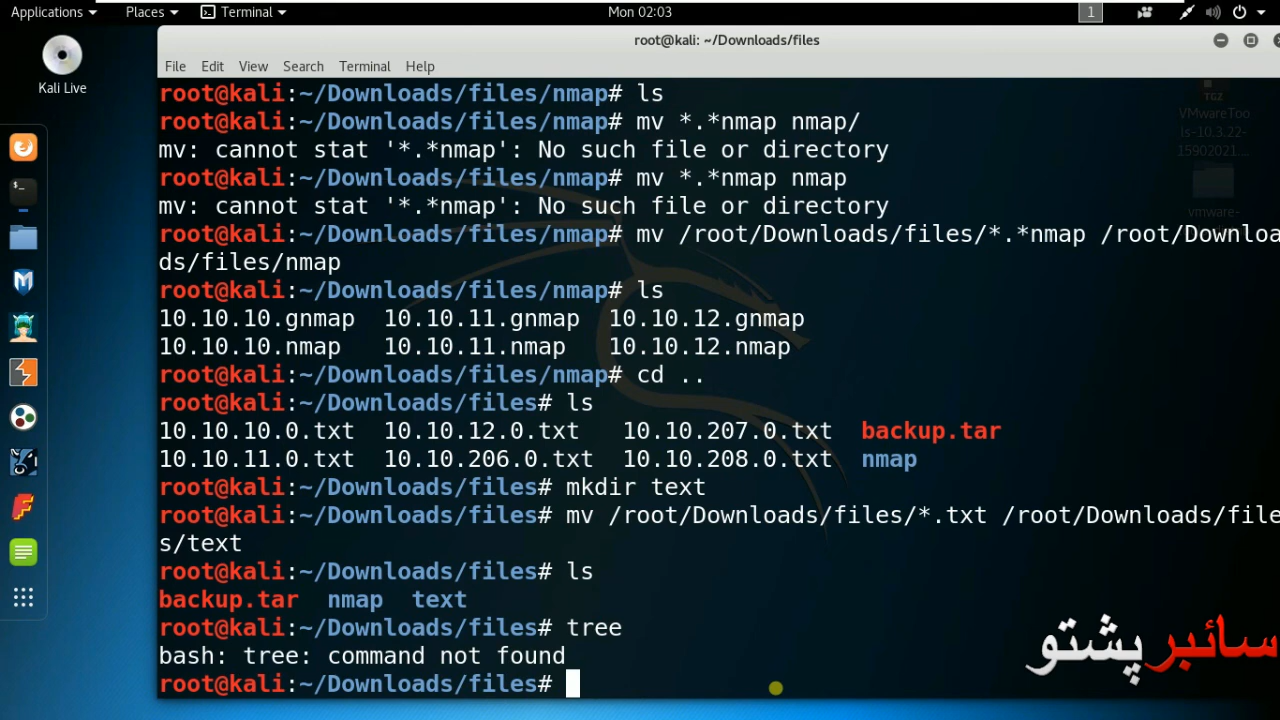 Applications Places Terminal Mon 02:03 1
root@kali: ~/Downloads/files
Kali Live
File Edit View Search Terminal Help
root@kali:~/Downloads/files/nmap# ls
root@kali:~/Downloads/files/nmap# mv *.*nmap nmap/
mv: cannot stat '*.*nmap': No such file or directory
root@kali:~/Downloads/files/nmap# mv *.*nmap nmap
mv: cannot stat '*.*nmap': No such file or directory
root@kali:~/Downloads/files/nmap# mv /root/Downloads/files/*.*nmap /root/Downloa
ds/files/nmap
root@kali:~/Downloads/files/nmap# ls
10.10.10.gnmap 10.10.11.gnmap 10.10.12.gnmap
10.10.10.nmap 10.10.11.nmap 10.10.12.nmap
root@kali:~/Downloads/files/nmap# cd ..
root@kali:~/Downloads/files# ls
10.10.10.0.txt 10.10.12.0.txt 10.10.207.0.txt backup.tar
10.10.11.0.txt 10.10.206.0.txt 10.10.208.0.txt nmap
root@kali:~/Downloads/files# mkdir text
root@kali:~/Downloads/files# mv /root/Downloads/files/*.txt /root/Downloads/file
s/text
root@kali:~/Downloads/files# ls
backup.tar nmap text
root@kali:~/Downloads/files# tree
bash: tree: command not found
root@kali:~/Downloads/files#
TGZ
VMwareToo
ls-10.3.22-
15902021...
vmware-
سائبر پشتو